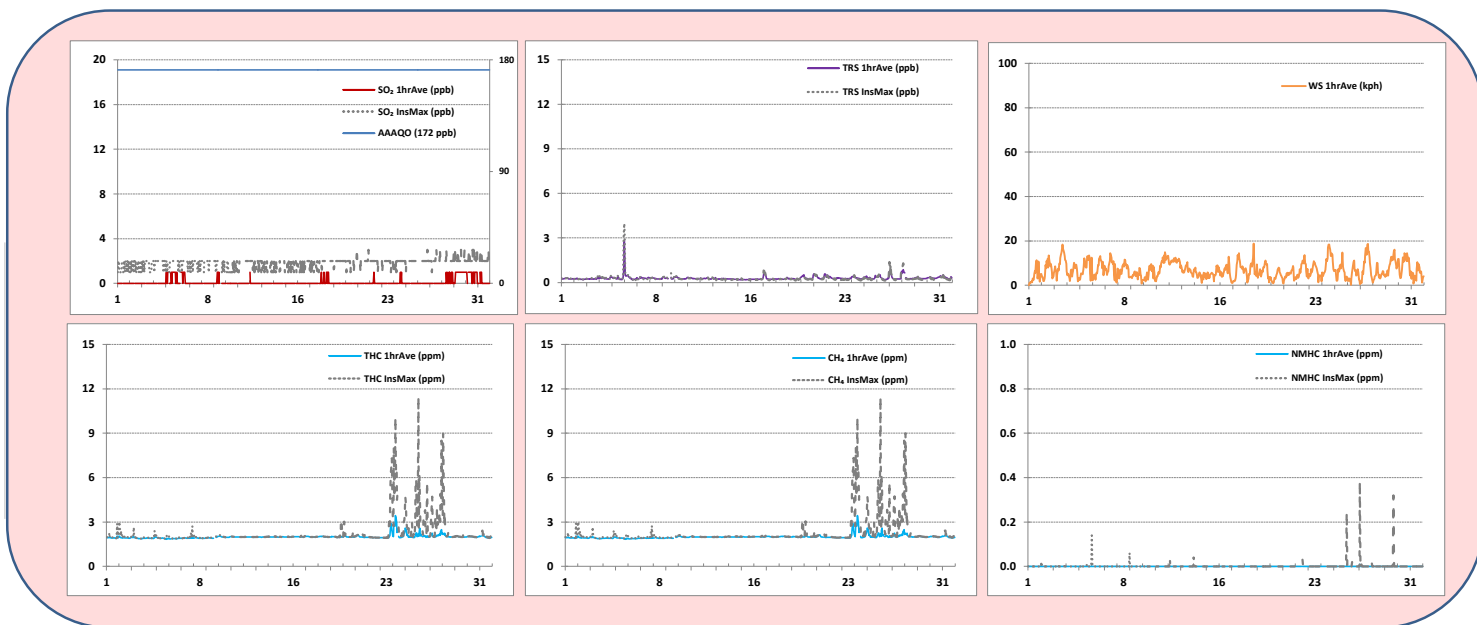 20
18
16
14
12
10
8
6
4
2
0
180
90
0
SO₂ 1hrAve (ppb)
SO₂ InsMax (ppb)
AAAQO (172 ppb)
1 8 16 23 31
15
12
9
6
3
0
TRS 1hrAve (ppb)
TRS InsMax (ppb)
1 8 16 23 31
100
80
60
40
20
0
WS 1hrAve (kph)
1 8 16 23 31
15
12
9
6
3
0
THC 1hrAve (ppm)
THC InsMax (ppm)
1 8 16 23 31
15
12
9
6
3
0
CH₄ 1hrAve (ppm)
CH₄ InsMax (ppm)
1 8 16 23 31
1.0
0.8
0.6
0.4
0.2
0.0
NMHC 1hrAve (ppm)
NMHC InsMax (ppm)
1 8 16 23 31